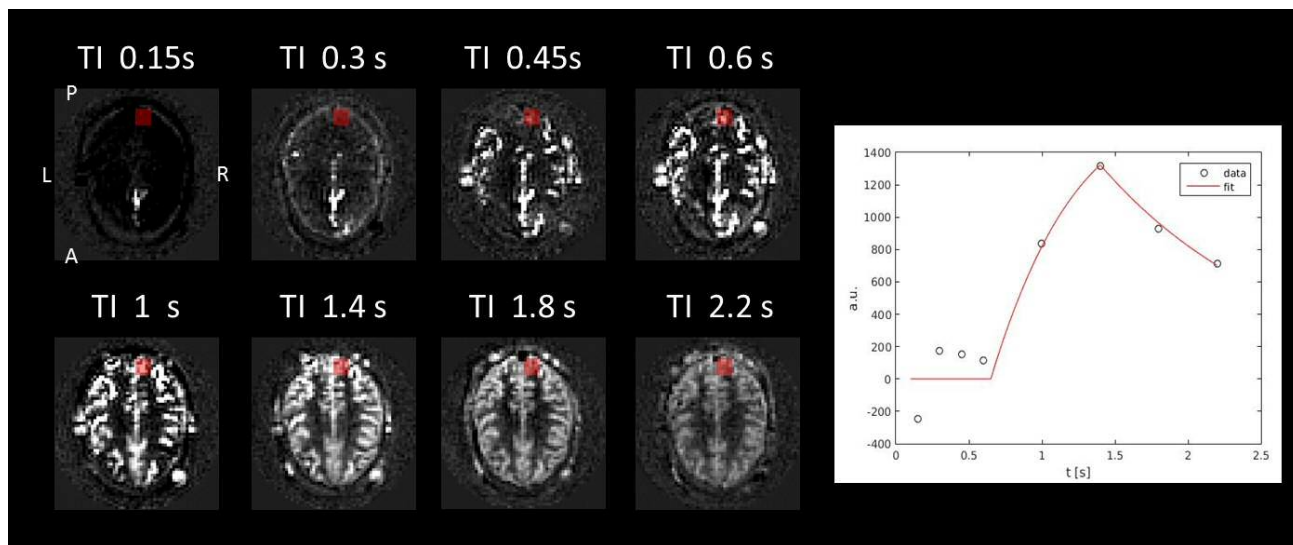 TI 0.15s
TI 0.3 s
TI 0.45s
TI 0.6 s
P
L
R
A
TI 1 s
TI 1.4 s
TI 1.8 s
TI 2.2 s
1400
1200
1000
800
600
400
200
0
-200
-400
a.u.
data
fit
0 0.5 1 1.5 2 2.5
t [s]